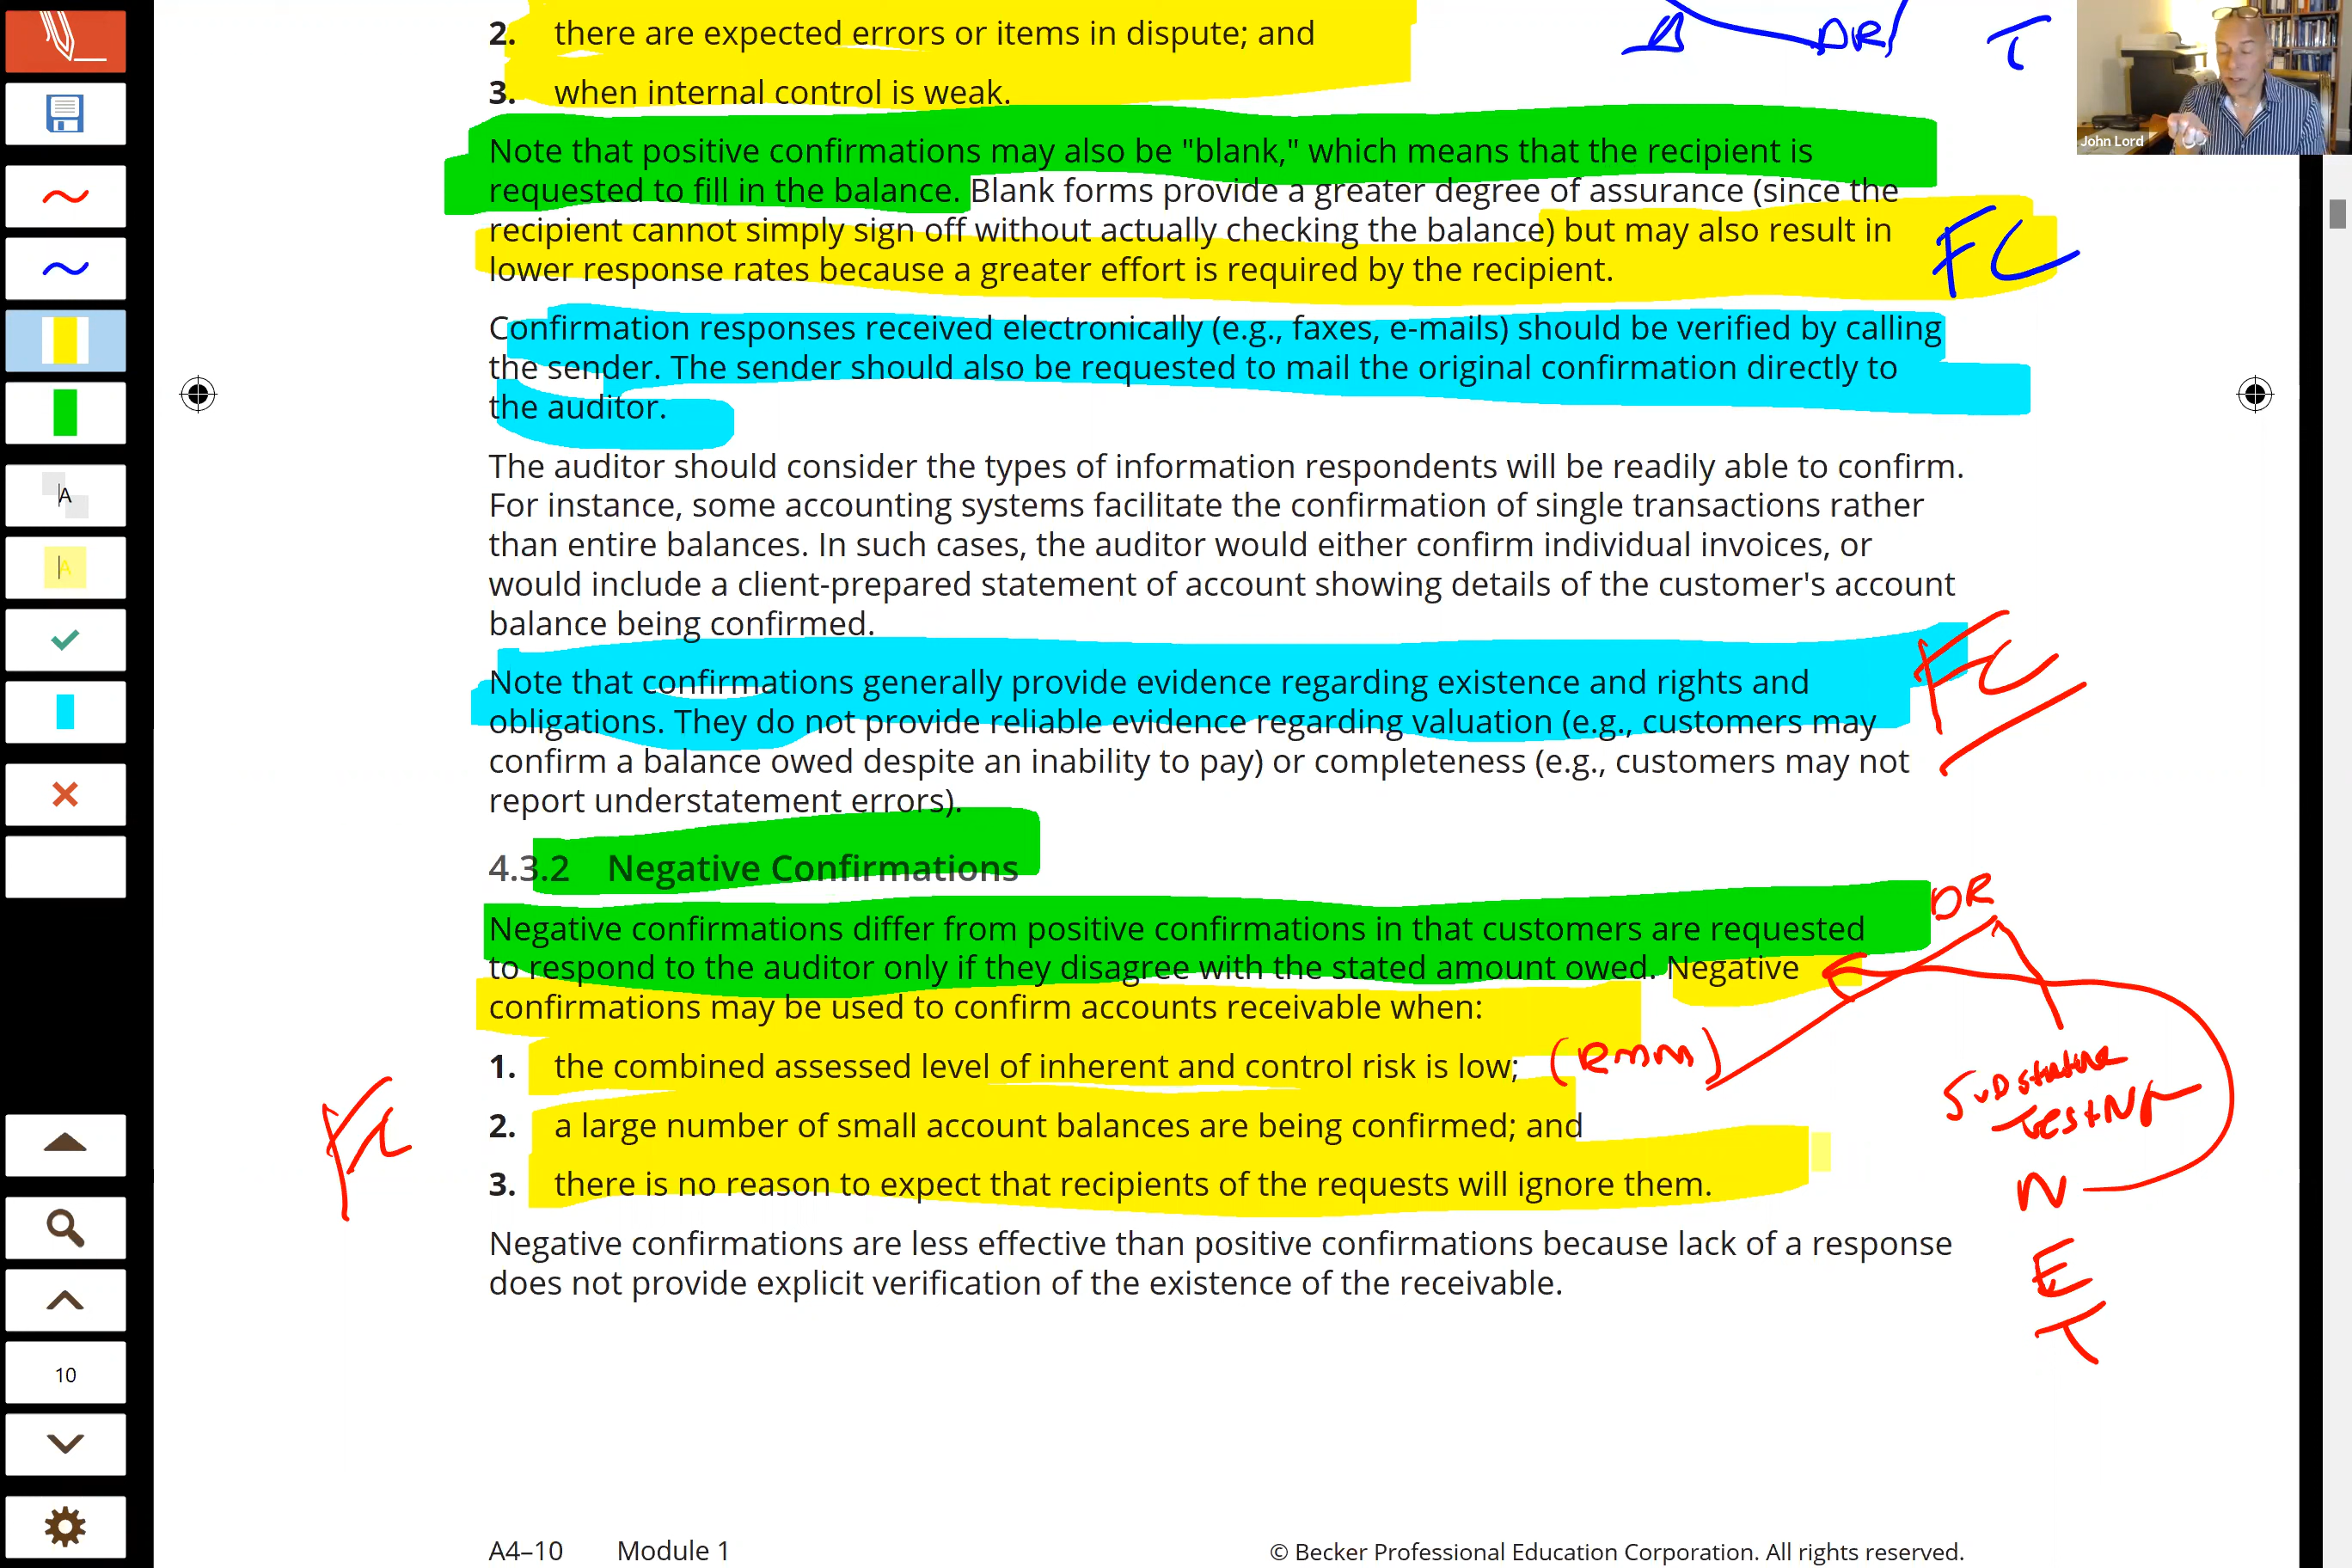 2. there are expected errors or items in dispute; and
A DR T
John Lord
3. when internal control is weak.
Note that positive confirmations may also be "blank," which means that the recipient is
requested to fill in the balance. Blank forms provide a greater degree of assurance (since the
recipient cannot simply sign off without actually checking the balance) but may also result in
lower response rates because a greater effort is required by the recipient.
FC
Confirmation responses received electronically (e.g., faxes, e-mails) should be verified by calling
the sender. The sender should also be requested to mail the original confirmation directly to
the auditor.
The auditor should consider the types of information respondents will be readily able to confirm.
For instance, some accounting systems facilitate the confirmation of single transactions rather
than entire balances. In such cases, the auditor would either confirm individual invoices, or
would include a client-prepared statement of account showing details of the customer's account
balance being confirmed.
FC
Note that confirmations generally provide evidence regarding existence and rights and
obligations. They do not provide reliable evidence regarding valuation (e.g., customers may
confirm a balance owed despite an inability to pay) or completeness (e.g., customers may not
report understatement errors).
4.3.2 Negative Confirmations
DR
Negative confirmations differ from positive confirmations in that customers are requested
to respond to the auditor only if they disagree with the stated amount owed. Negative
confirmations may be used to confirm accounts receivable when:
1. the combined assessed level of inherent and control risk is low; (RMM)
Substantive
Testing
2. a large number of small account balances are being confirmed; and
FC
3. there is no reason to expect that recipients of the requests will ignore them.
N
E
T
Negative confirmations are less effective than positive confirmations because lack of a response
does not provide explicit verification of the existence of the receivable.
10
A4–10 Module 1
© Becker Professional Education Corporation. All rights reserved.